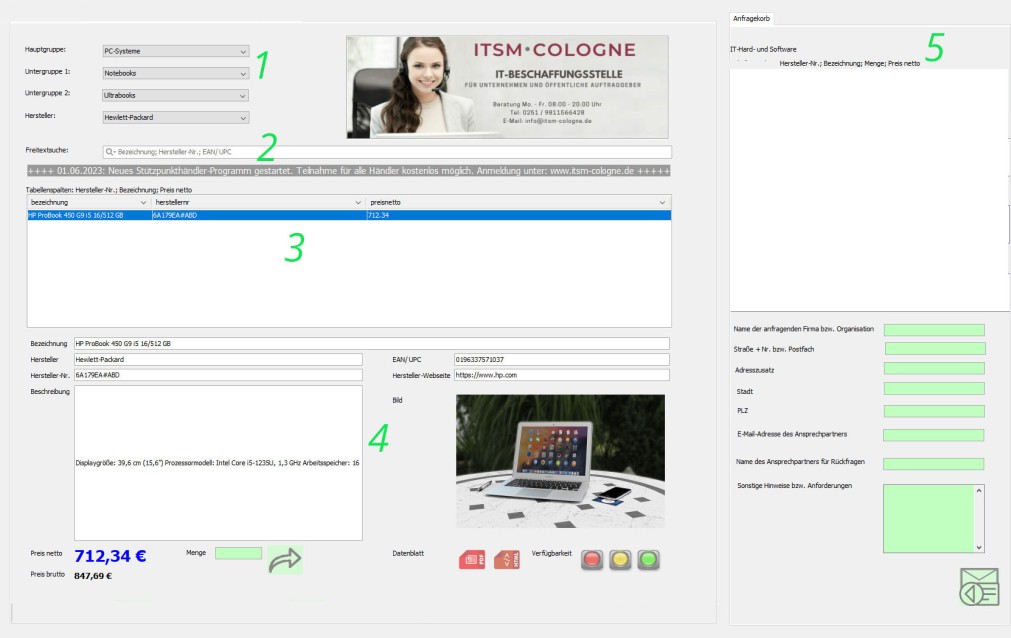 Anfragekorb
Hauptgruppe:
PC-Systeme
1
Untergruppe 1:
Notebooks
Untergruppe 2:
Ultrabooks
Hersteller:
Hewlett-Packard
ITSM•COLOGNE
IT-BESCHAFFUNGSSTELLE
FÜR UNTERNEHMEN UND ÖFFENTLICHE AUFTRAGGEBER
Beratung Mo. - Fr. 08.00 - 20.00 Uhr
Tel: 0251 / 9811566428
E-Mail: info@itsm-cologne.de
5
IT-Hard- und Software
Hersteller-Nr.; Bezeichnung; Menge; Preis netto
2
Freitextsuche:
- Bezeichnung; Hersteller-Nr.; EAN/UPC
++++ 01.06.2023: Neues Stützpunkthändler-Programm gestartet. Teilnahme für alle Händler kostenlos möglich. Anmeldung unter: www.itsm-cologne.de +++++
Tabellenspalten: Hersteller-Nr.; Bezeichnung; Preis netto
bezeichnung herstellernr preisnetto
HP ProBook 450 G9 i5 16/512 GB 6A179EA#ABD 712.34
3
Bezeichnung HP ProBook 450 G9 i5 16/512 GB
Hersteller Hewlett-Packard EAN/UPC 0196337571037
Hersteller-Nr. 6A179EA#ABD Hersteller-Webseite https://www.hp.com
Beschreibung
Bild
4
Displaygröße: 39,6 cm (15,6") Prozessormodell: Intel Core i5-1235U, 1,3 GHz Arbeitsspeicher: 16
Preis netto 712,34 € Menge Datenblatt PDF HTML Verfügbarkeit
Preis brutto 847,69 €
Name der anfragenden Firma bzw. Organisation
Straße +Nr. bzw. Postfach
Adresszusatz
Stadt
PLZ
E-Mail-Adresse des Ansprechpartners
Name des Ansprechpartners für Rückfragen
Sonstige Hinweise bzw. Anforderungen